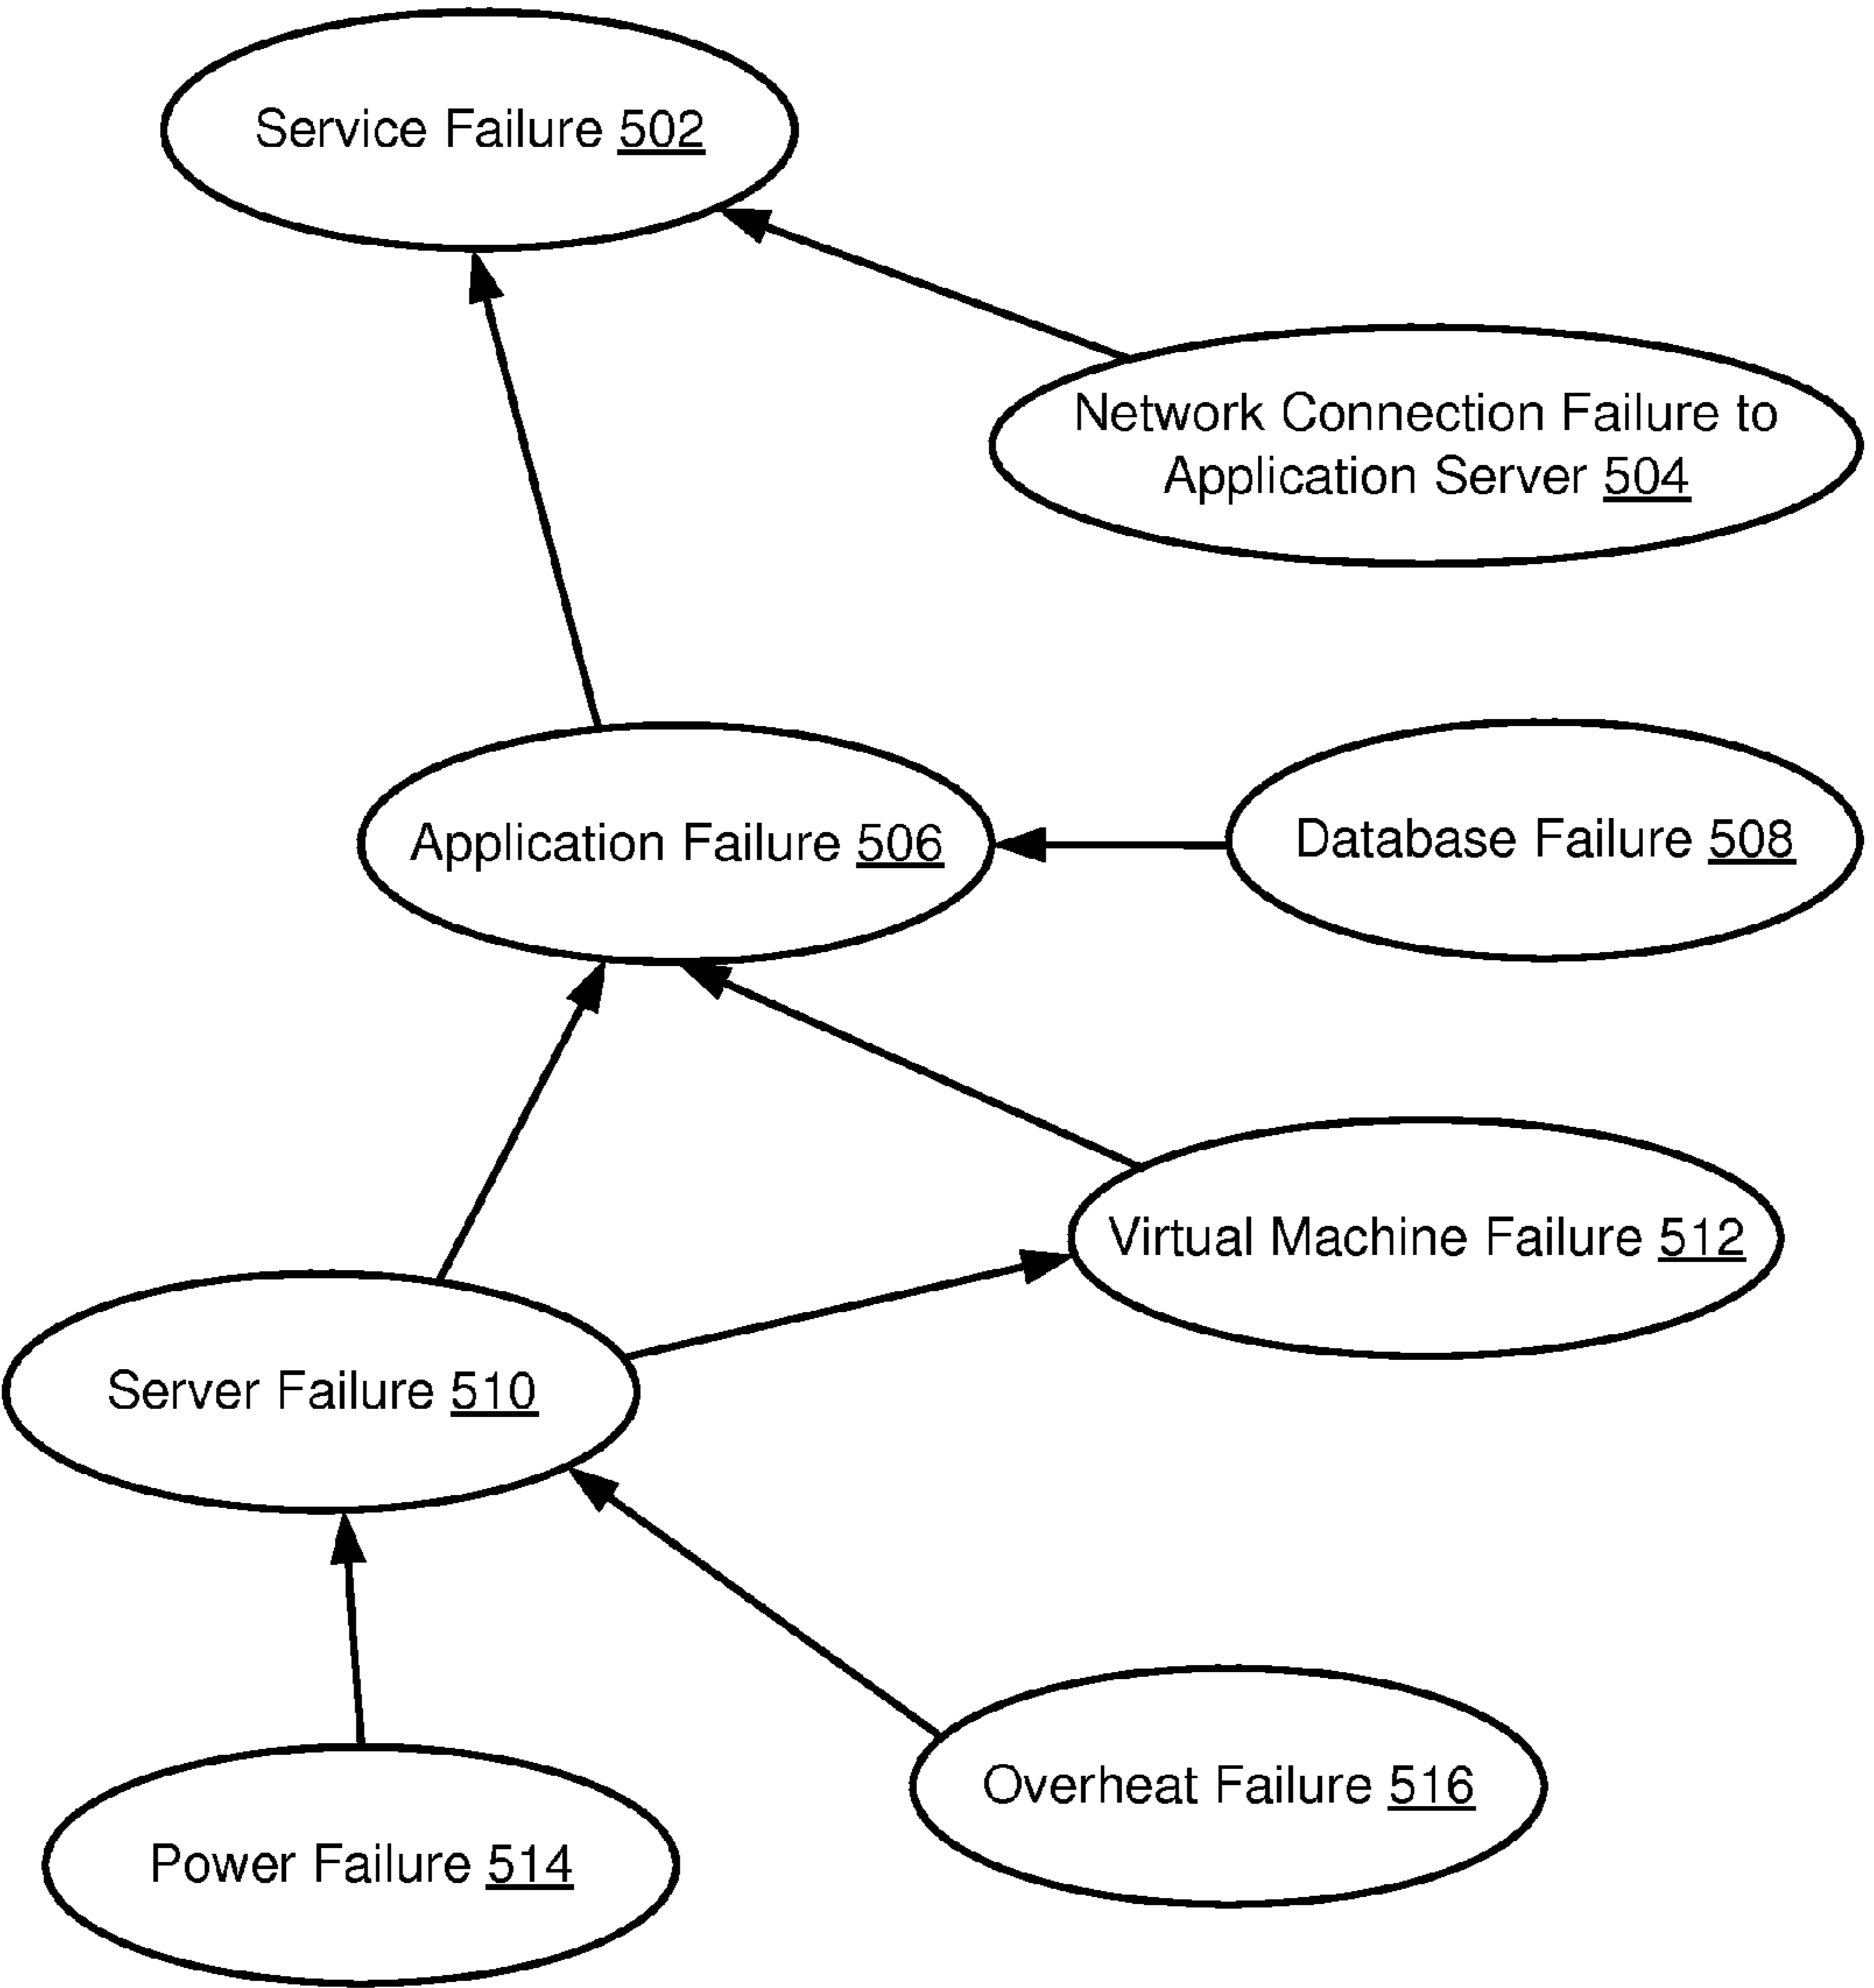 Service Failure 502
Network Connection Failure to
Application Server 504
Application Failure 506
Database Failure 508
Virtual Machine Failure 512
Server Failure 510
Overheat Failure 516
Power Failure 514